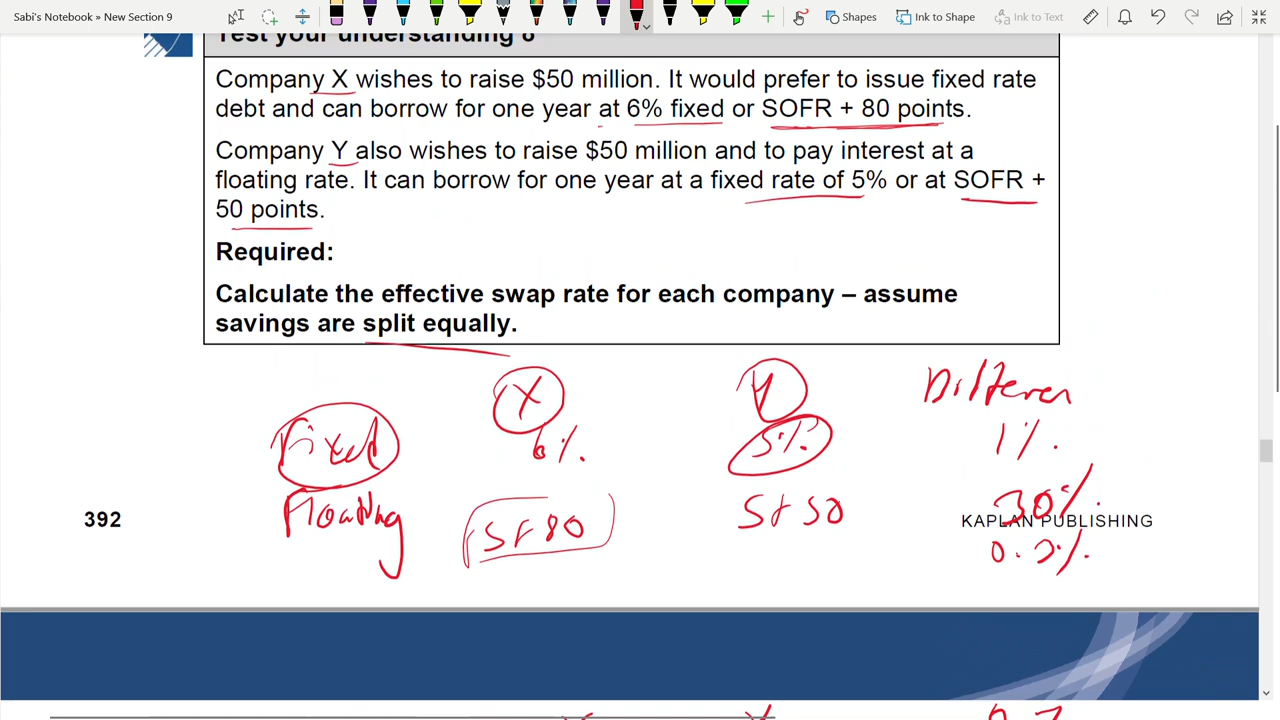 Sabi's Notebook » New Section 9
Shapes
Ink to Shape
Ink to Text
Test your understanding 6
Company X wishes to raise $50 million. It would prefer to issue fixed rate
debt and can borrow for one year at 6% fixed or SOFR + 80 points.
Company Y also wishes to raise $50 million and to pay interest at a
floating rate. It can borrow for one year at a fixed rate of 5% or at SOFR +
50 points.
Required:
Calculate the effective swap rate for each company – assume
savings are split equally.
X Y Differen
Fixed 6% 5% 1%.
Floating S+80 S+50 30%
392
KAPLAN PUBLISHING
0.3%.